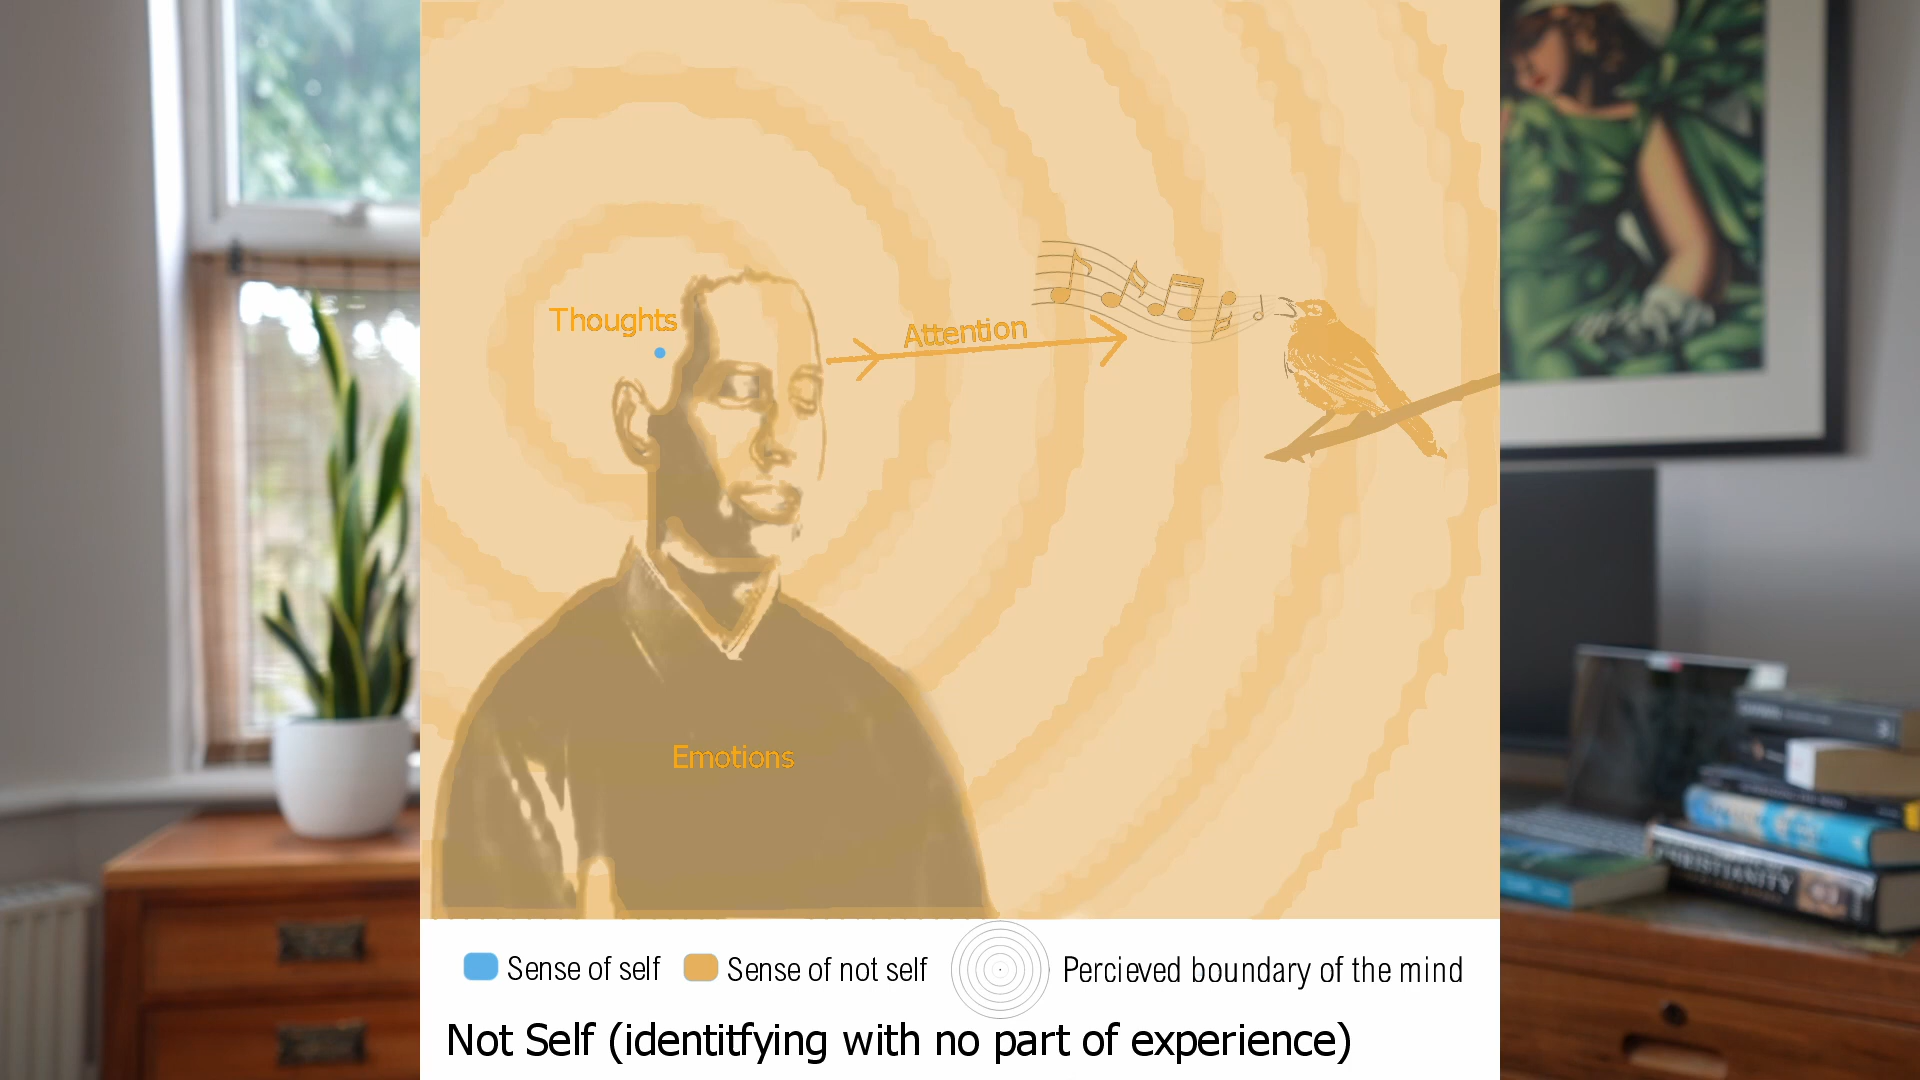 Thoughts
Attention
Emotions
Sense of self
Sense of not self
Percieved boundary of the mind
Not Self (identitfying with no part of experience)
CHRISTIANITY